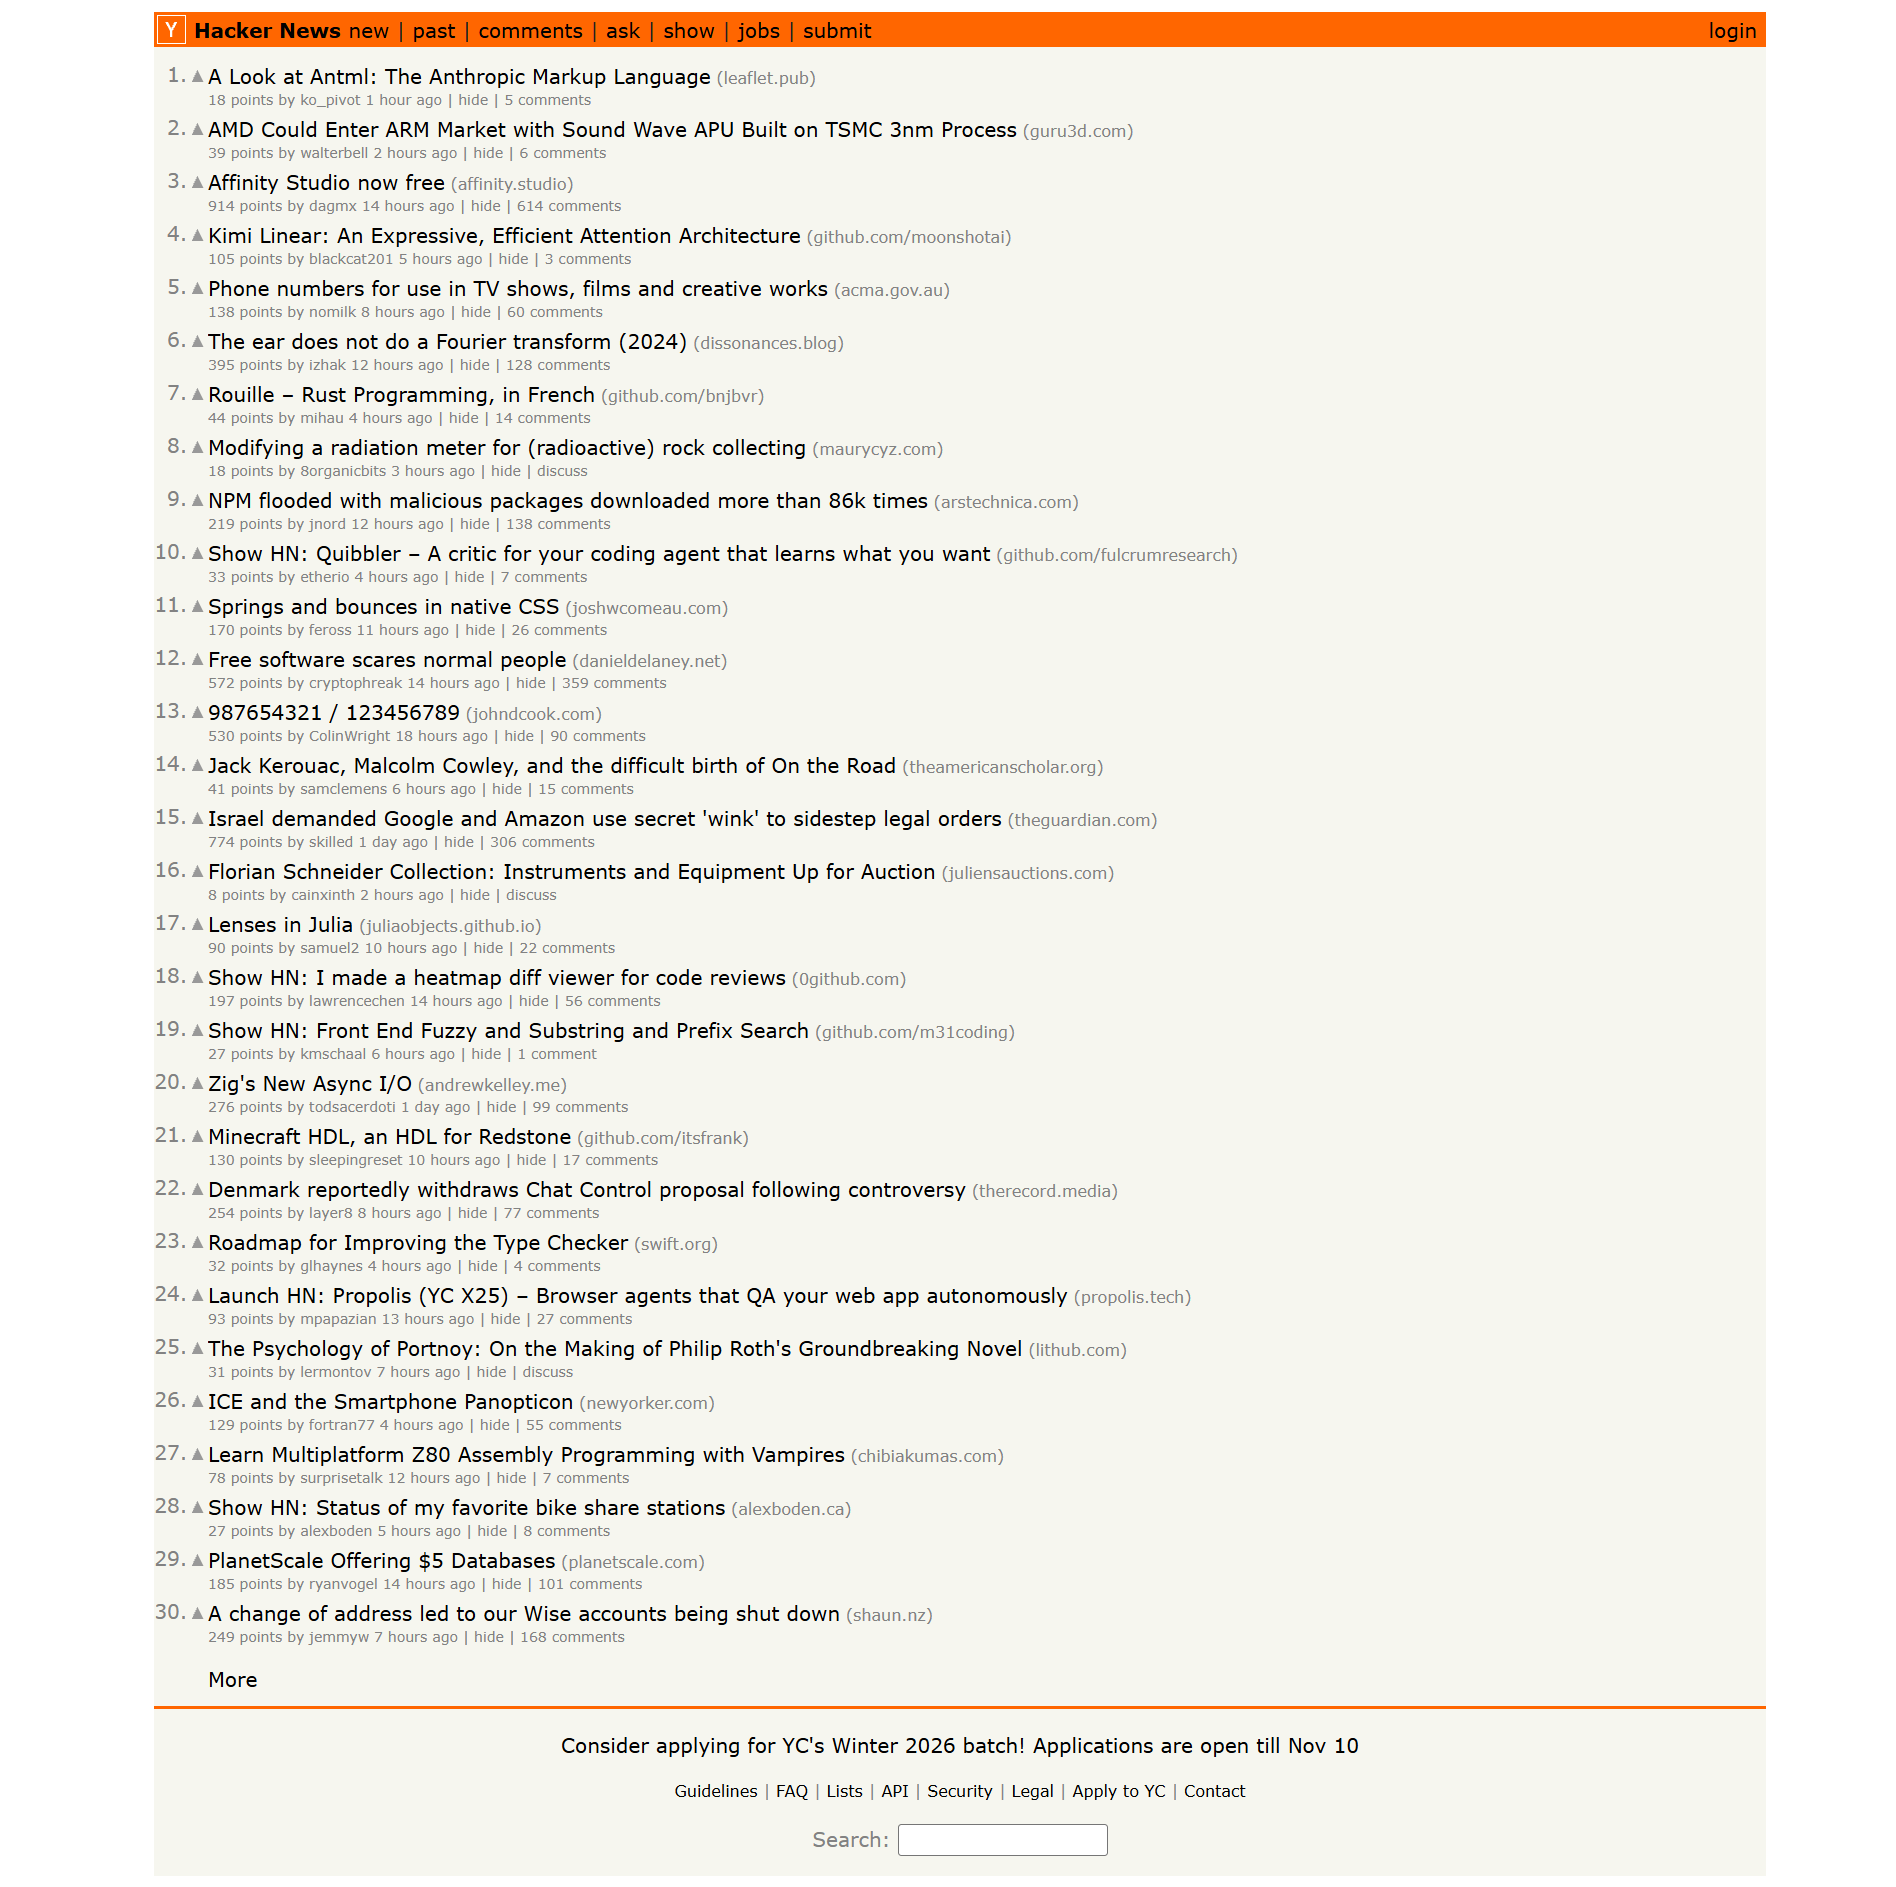 Y Hacker News new | past | comments | ask | show | jobs | submit login
1. ▲ A Look at Antml: The Anthropic Markup Language (leaflet.pub)
18 points by ko_pivot 1 hour ago | hide | 5 comments
2. ▲ AMD Could Enter ARM Market with Sound Wave APU Built on TSMC 3nm Process (guru3d.com)
39 points by walterbell 2 hours ago | hide | 6 comments
3. ▲ Affinity Studio now free (affinity.studio)
914 points by dagmx 14 hours ago | hide | 614 comments
4. ▲ Kimi Linear: An Expressive, Efficient Attention Architecture (github.com/moonshotai)
105 points by blackcat201 5 hours ago | hide | 3 comments
5. ▲ Phone numbers for use in TV shows, films and creative works (acma.gov.au)
138 points by nomilk 8 hours ago | hide | 60 comments
6. ▲ The ear does not do a Fourier transform (2024) (dissonances.blog)
395 points by izhak 12 hours ago | hide | 128 comments
7. ▲ Rouille – Rust Programming, in French (github.com/bnjbvr)
44 points by mihau 4 hours ago | hide | 14 comments
8. ▲ Modifying a radiation meter for (radioactive) rock collecting (maurycyz.com)
18 points by 8organicbits 3 hours ago | hide | discuss
9. ▲ NPM flooded with malicious packages downloaded more than 86k times (arstechnica.com)
219 points by jnord 12 hours ago | hide | 138 comments
10. ▲ Show HN: Quibbler – A critic for your coding agent that learns what you want (github.com/fulcrumresearch)
33 points by etherio 4 hours ago | hide | 7 comments
11. ▲ Springs and bounces in native CSS (joshwcomeau.com)
170 points by feross 11 hours ago | hide | 26 comments
12. ▲ Free software scares normal people (danieldelaney.net)
572 points by cryptophreak 14 hours ago | hide | 359 comments
13. ▲ 987654321 / 123456789 (johndcook.com)
530 points by ColinWright 18 hours ago | hide | 90 comments
14. ▲ Jack Kerouac, Malcolm Cowley, and the difficult birth of On the Road (theamericanscholar.org)
41 points by samclemens 6 hours ago | hide | 15 comments
15. ▲ Israel demanded Google and Amazon use secret 'wink' to sidestep legal orders (theguardian.com)
774 points by skilled 1 day ago | hide | 306 comments
16. ▲ Florian Schneider Collection: Instruments and Equipment Up for Auction (juliensauctions.com)
8 points by cainxinth 2 hours ago | hide | discuss
17. ▲ Lenses in Julia (juliaobjects.github.io)
90 points by samuel2 10 hours ago | hide | 22 comments
18. ▲ Show HN: I made a heatmap diff viewer for code reviews (0github.com)
197 points by lawrencechen 14 hours ago | hide | 56 comments
19. ▲ Show HN: Front End Fuzzy and Substring and Prefix Search (github.com/m31coding)
27 points by kmschaal 6 hours ago | hide | 1 comment
20. ▲ Zig's New Async I/O (andrewkelley.me)
276 points by todsacerdoti 1 day ago | hide | 99 comments
21. ▲ Minecraft HDL, an HDL for Redstone (github.com/itsfrank)
130 points by sleepingreset 10 hours ago | hide | 17 comments
22. ▲ Denmark reportedly withdraws Chat Control proposal following controversy (therecord.media)
254 points by layer8 8 hours ago | hide | 77 comments
23. ▲ Roadmap for Improving the Type Checker (swift.org)
32 points by glhaynes 4 hours ago | hide | 4 comments
24. ▲ Launch HN: Propolis (YC X25) – Browser agents that QA your web app autonomously (propolis.tech)
93 points by mpapazian 13 hours ago | hide | 27 comments
25. ▲ The Psychology of Portnoy: On the Making of Philip Roth's Groundbreaking Novel (lithub.com)
31 points by lermontov 7 hours ago | hide | discuss
26. ▲ ICE and the Smartphone Panopticon (newyorker.com)
129 points by fortran77 4 hours ago | hide | 55 comments
27. ▲ Learn Multiplatform Z80 Assembly Programming with Vampires (chibiakumas.com)
78 points by surprisetalk 12 hours ago | hide | 7 comments
28. ▲ Show HN: Status of my favorite bike share stations (alexboden.ca)
27 points by alexboden 5 hours ago | hide | 8 comments
29. ▲ PlanetScale Offering $5 Databases (planetscale.com)
185 points by ryanvogel 14 hours ago | hide | 101 comments
30. ▲ A change of address led to our Wise accounts being shut down (shaun.nz)
249 points by jemmyw 7 hours ago | hide | 168 comments
More
Consider applying for YC's Winter 2026 batch! Applications are open till Nov 10
Guidelines | FAQ | Lists | API | Security | Legal | Apply to YC | Contact
Search: